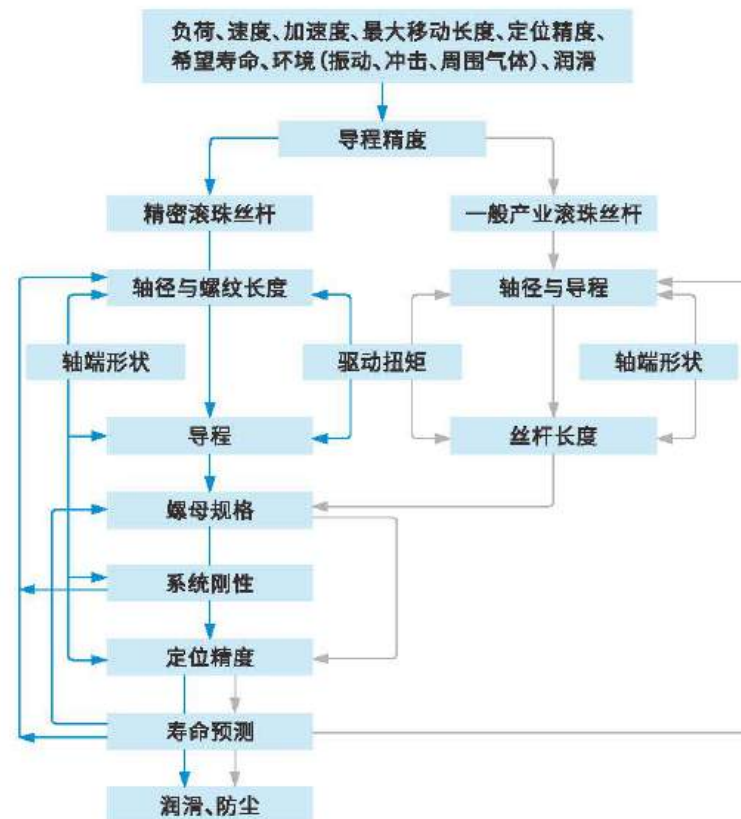 负荷、速度、加速度、最大移动长度、定位精度、
希望寿命、环境(振动、冲击、周围气体)、润滑
导程精度
精密滚珠丝杆
一般产业滚珠丝杆
轴径与螺纹长度
轴径与导程
轴端形状
驱动扭矩
轴端形状
导程
丝杆长度
螺母规格
系统刚性
定位精度
寿命预测
润滑、防尘